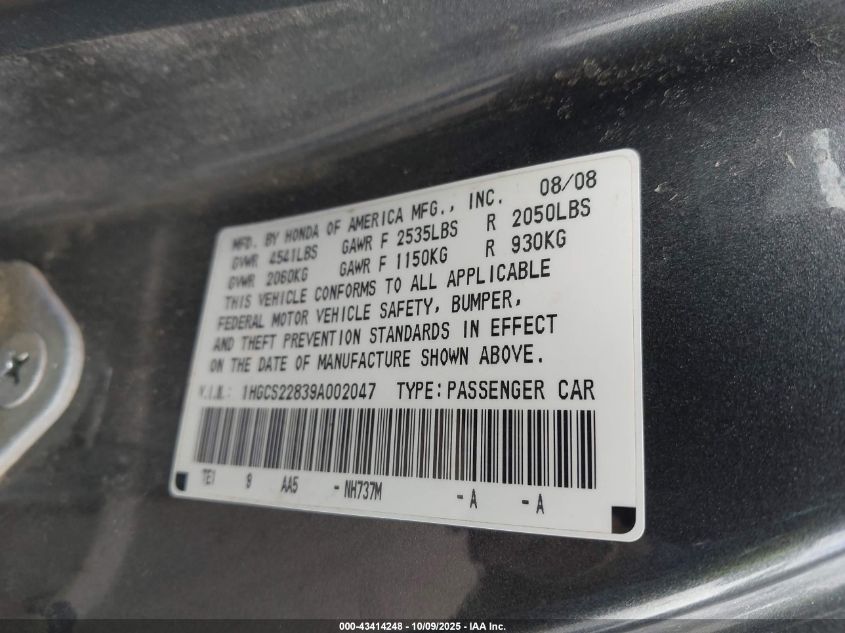 MFD. BY HONDA OF AMERICA MFG., INC. 08/08
GVWR 4541LBS GAWR F 2535LBS R 2050LBS
GVWR 2060KG GAWR F 1150KG R 930KG
THIS VEHICLE CONFORMS TO ALL APPLICABLE
FEDERAL MOTOR VEHICLE SAFETY, BUMPER,
AND THEFT PREVENTION STANDARDS IN EFFECT
ON THE DATE OF MANUFACTURE SHOWN ABOVE.
V.I.N.: 1HGCS22839A002047 TYPE:PASSENGER CAR
TE1 9 AA5 - NH737M - A - A
000-43414248 - 10/09/2025 - IAA Inc.